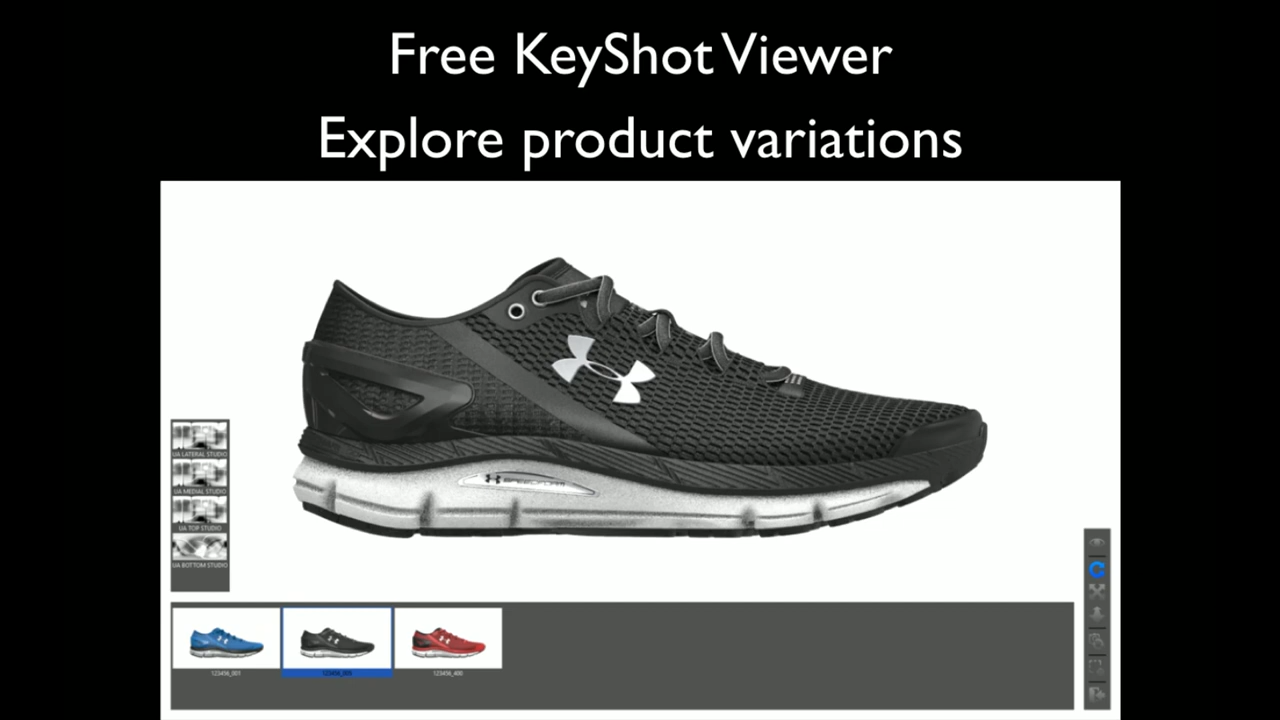 Free KeyShot Viewer
Explore product variations
SPEEDFORM
UA LATERAL STUDIO
UA MEDIAL STUDIO
UA TOP STUDIO
UA BOTTOM STUDIO
123456_001
123456_400